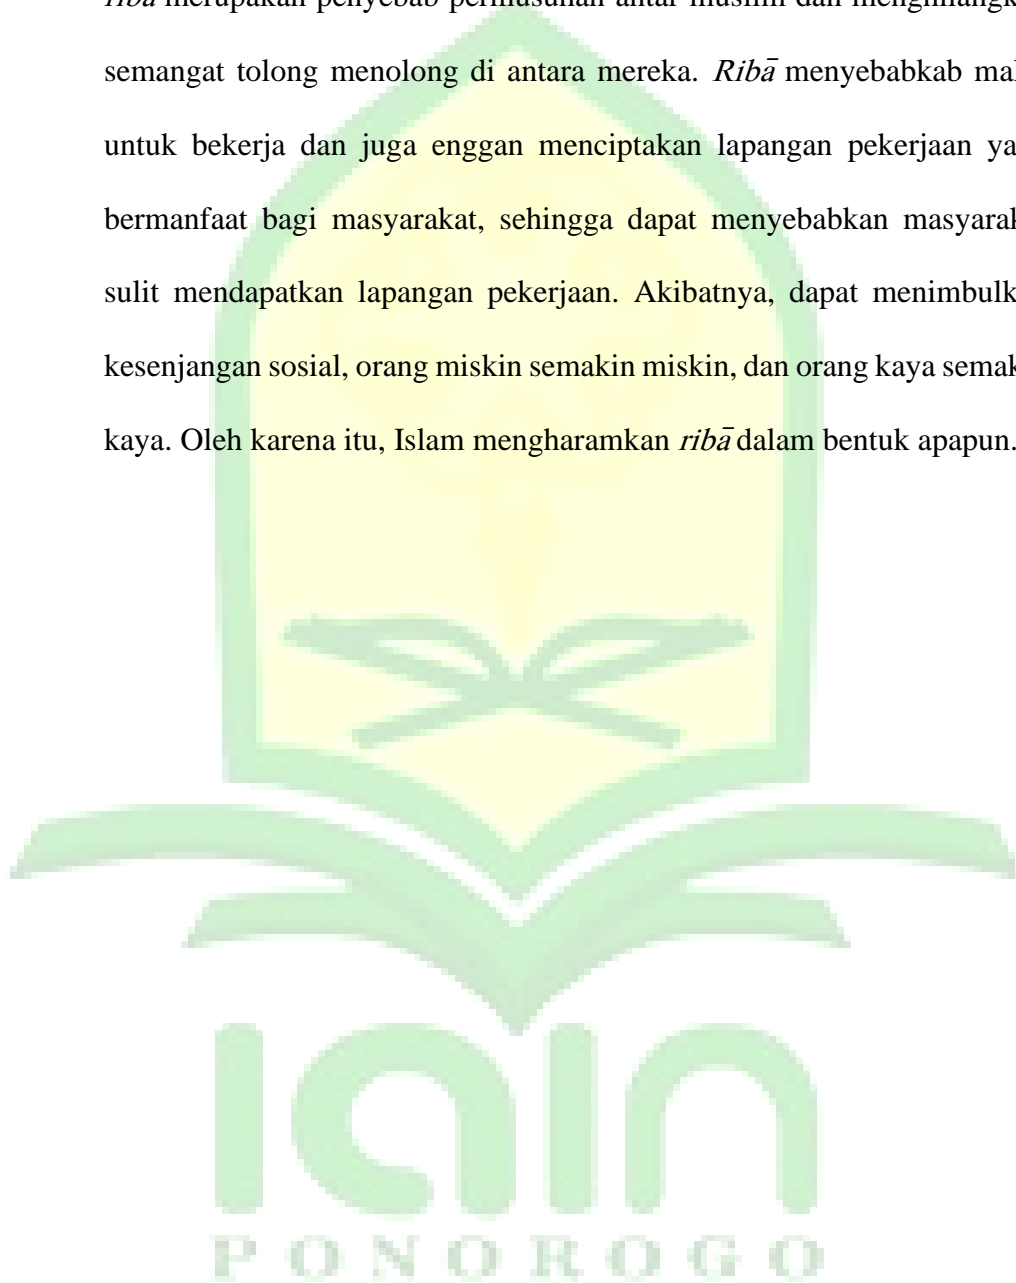 ribā merupakan penyebab permusuhan antar muslim dan menghilangk
semangat tolong menolong di antara mereka. Ribā menyebabkab mal
untuk bekerja dan juga enggan menciptakan lapangan pekerjaan ya
bermanfaat bagi masyarakat, sehingga dapat menyebabkan masyarak
sulit mendapatkan lapangan pekerjaan. Akibatnya, dapat menimbulk
kesenjangan sosial, orang miskin semakin miskin, dan orang kaya semak
kaya. Oleh karena itu, Islam mengharamkan ribā dalam bentuk apapun.
iain
PONOROGO